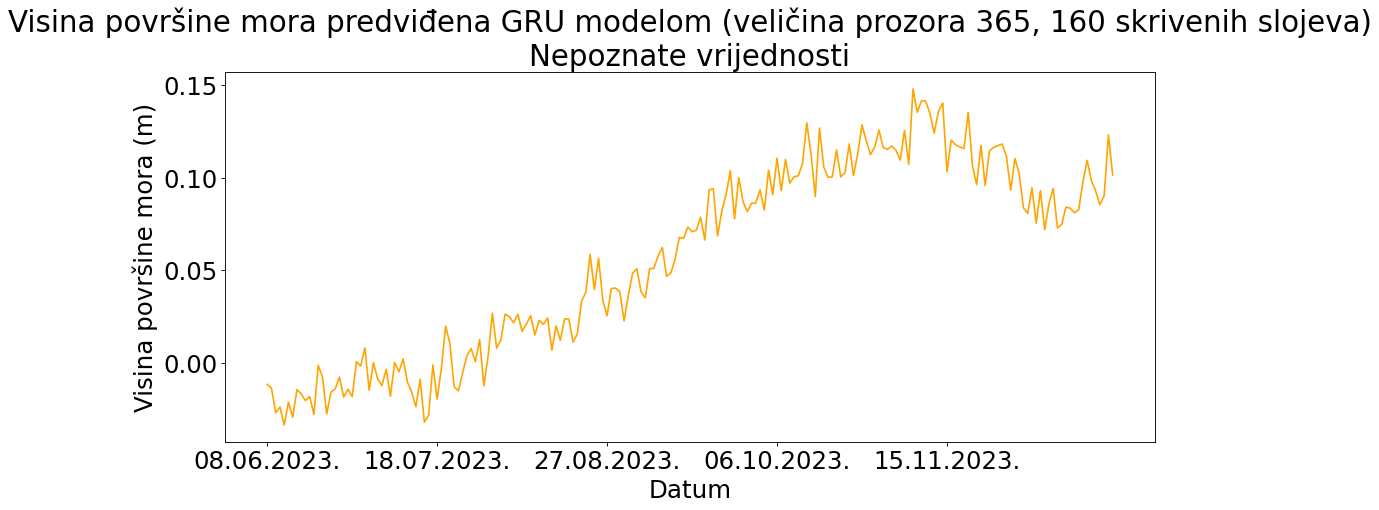 Visina površine mora predviđena GRU modelom (veličina prozora 365, 160 skrivenih slojeva)
Nepoznate vrijednosti
Visina površine mora (m)
0.15
0.10
0.05
0.00
08.06.2023. 18.07.2023. 27.08.2023. 06.10.2023. 15.11.2023.
Datum